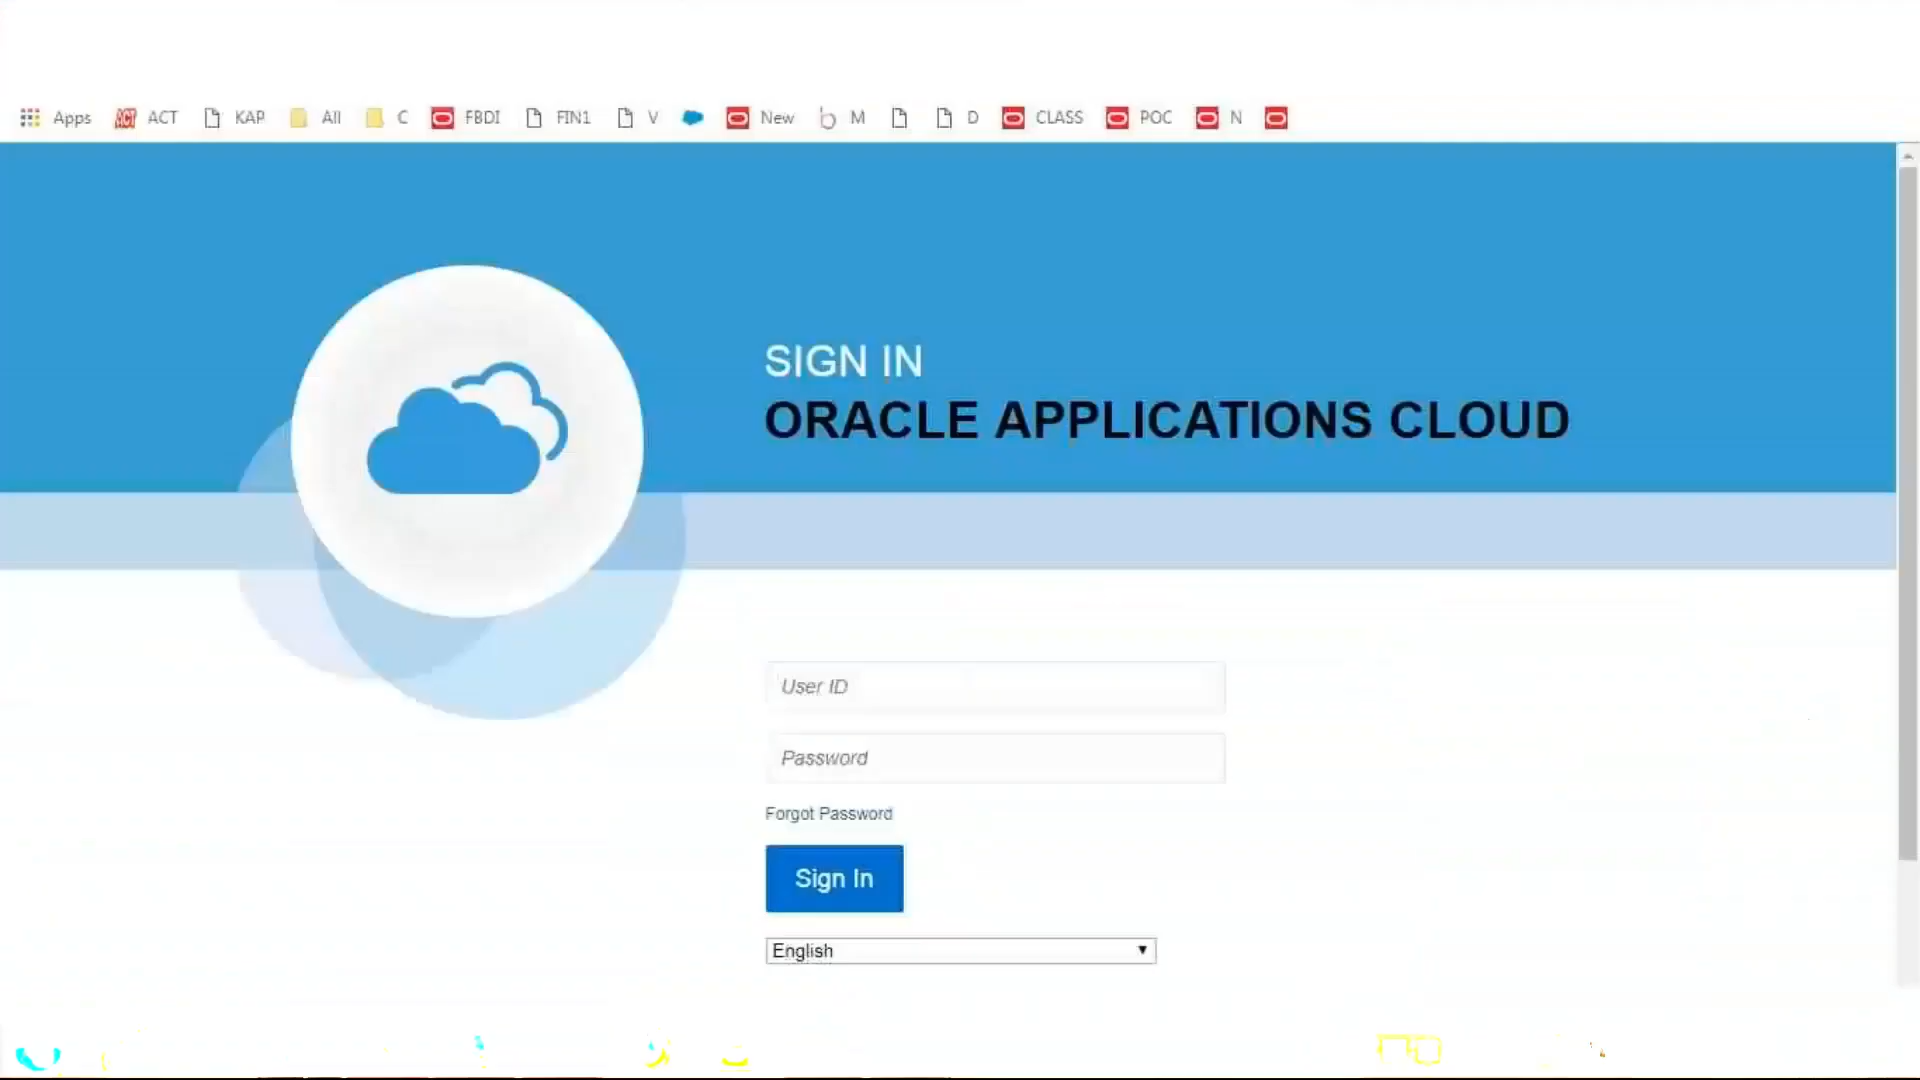 Apps ACT KAP All C FBDI FIN1 V New M D CLASS POC N
SIGN IN
ORACLE APPLICATIONS CLOUD
User ID
Password
Forgot Password
Sign In
English